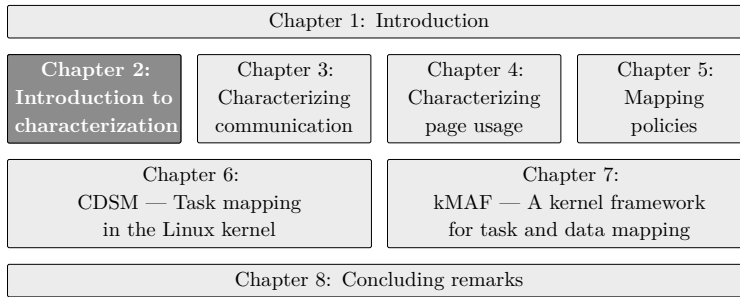 Chapter 1: Introduction
Chapter 2:
Introduction to
characterization
Chapter 3:
Characterizing
communication
Chapter 4:
Characterizing
page usage
Chapter 5:
Mapping
policies
Chapter 6:
CDSM — Task mapping
in the Linux kernel
Chapter 7:
kMAF — A kernel framework
for task and data mapping
Chapter 8: Concluding remarks